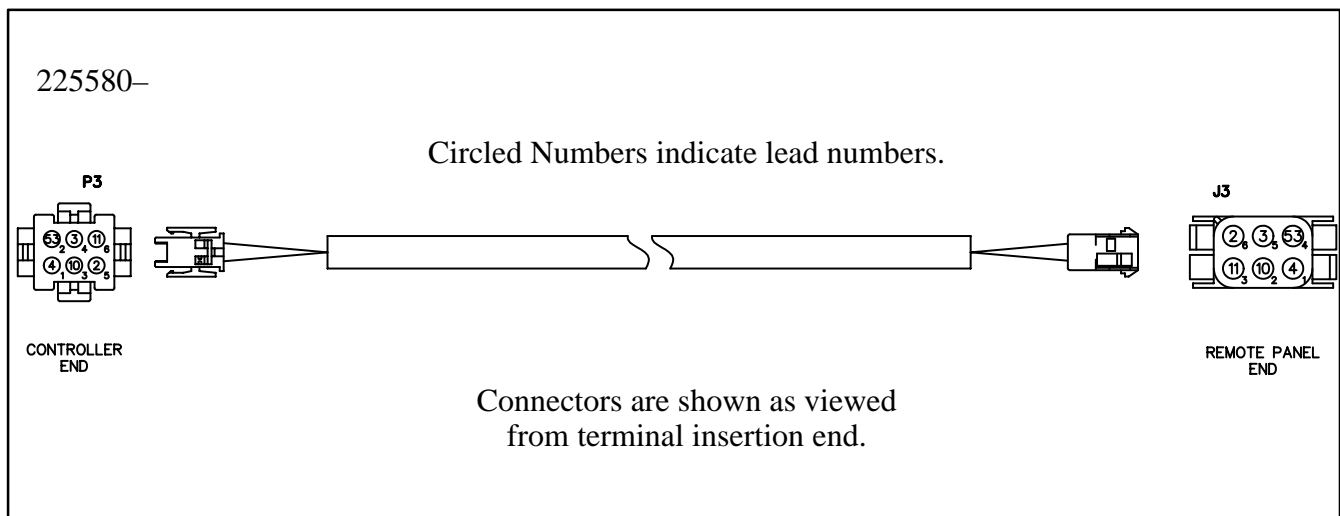 225580–
Circled Numbers indicate lead numbers.
P3
53 2 3 4 11 6
4 1 10 3 2 5
CONTROLLER
END
J3
2 6 3 5 53 4
11 3 10 2 4 1
REMOTE PANEL
END
Connectors are shown as viewed
from terminal insertion end.